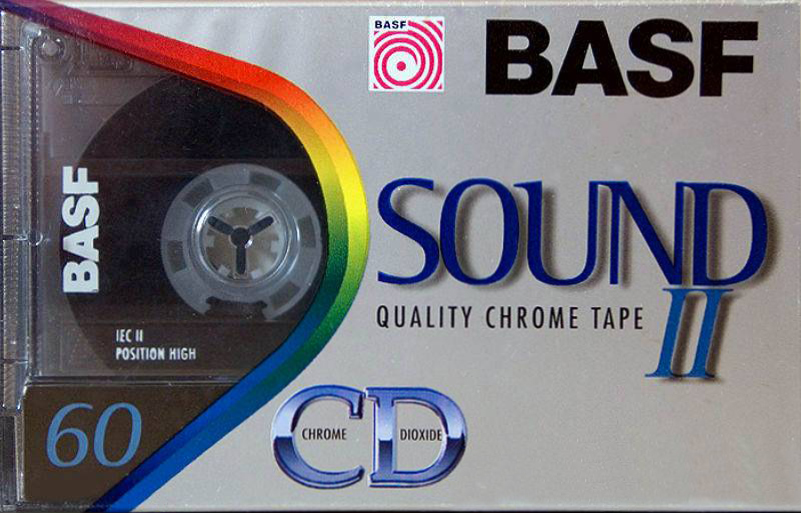 BASF
BASF
SOUND
II
QUALITY CHROME TAPE
BASF
IEC II
POSITION HIGH
60
CD
CHROME DIOXIDE